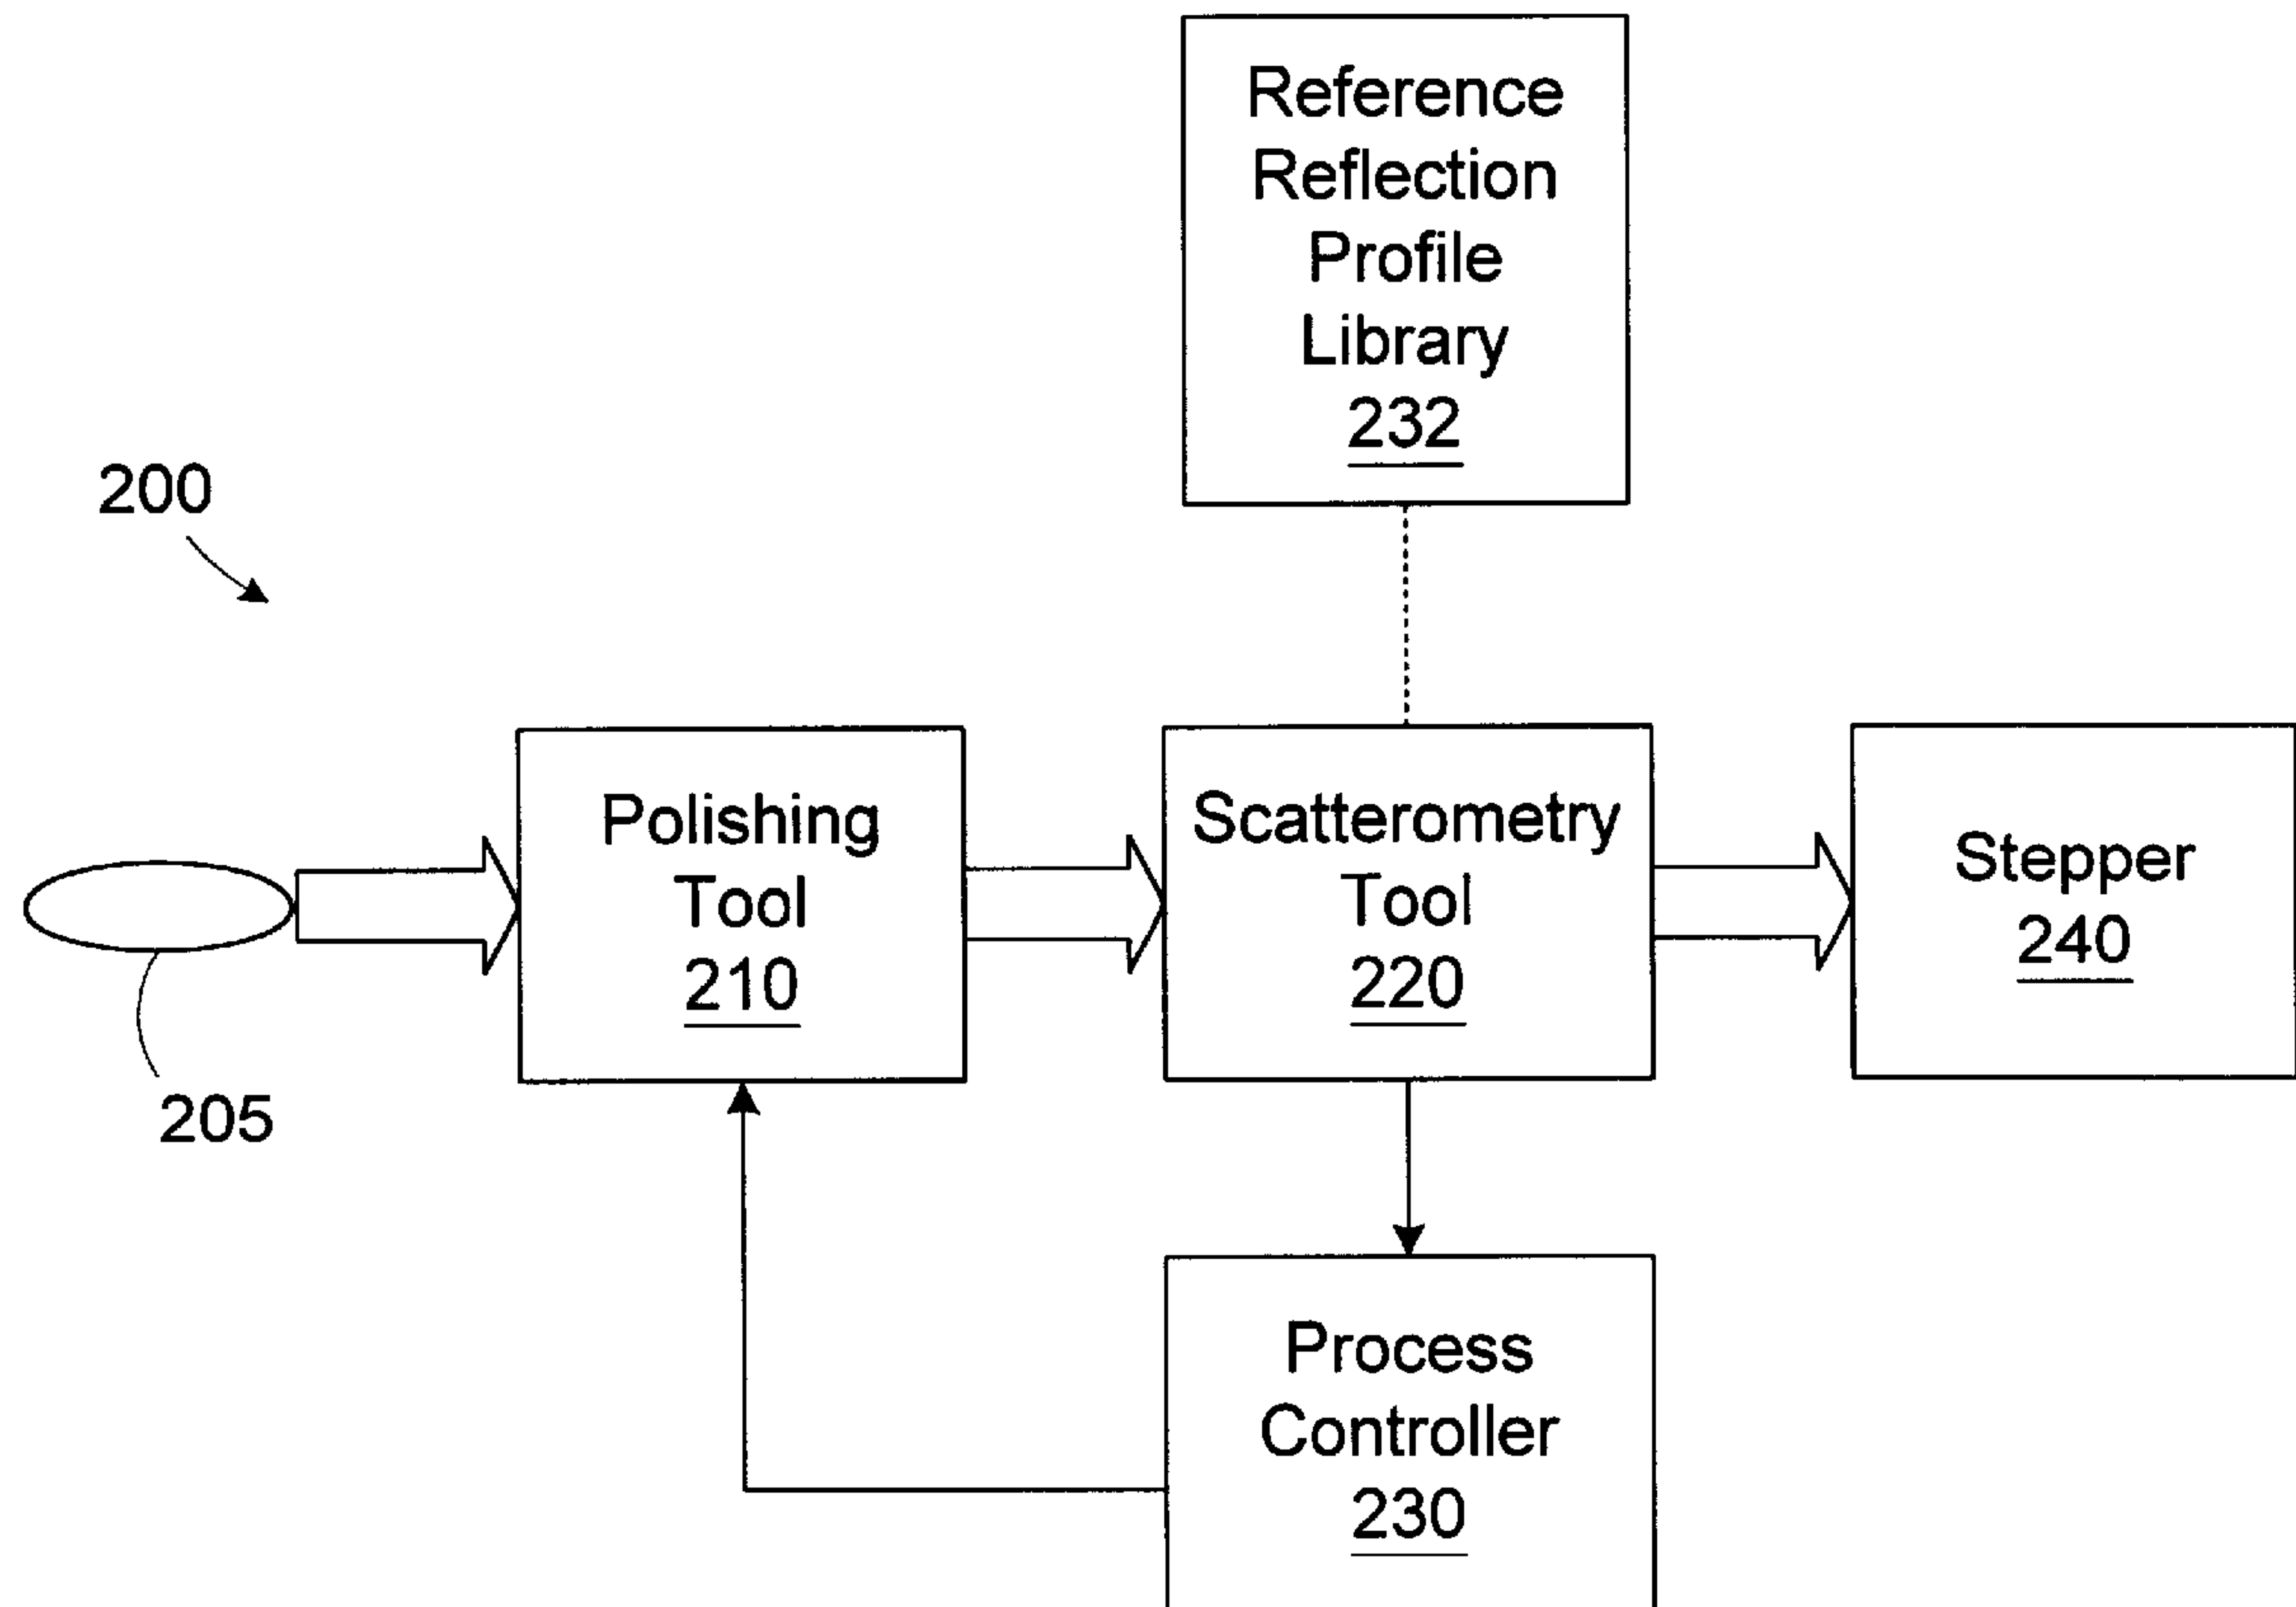 Reference
Reflection
Profile
Library
232
200
Polishing
Tool
210
Scatterometry
Tool
220
Stepper
240
205
Process
Controller
230